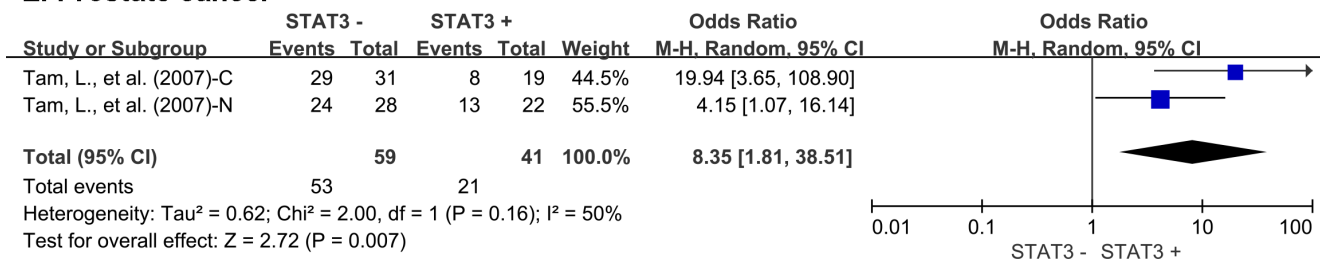 STAT3 - STAT3 + Odds Ratio Odds Ratio
Study or Subgroup Events Total Events Total Weight M-H, Random, 95% CI M-H, Random, 95% CI
Tam, L., et al. (2007)-C 29 31 8 19 44.5% 19.94 [3.65, 108.90]
Tam, L., et al. (2007)-N 24 28 13 22 55.5% 4.15 [1.07, 16.14]
Total (95% CI) 59 41 100.0% 8.35 [1.81, 38.51]
Total events 53 21
Heterogeneity: Tau² = 0.62; Chi² = 2.00, df = 1 (P = 0.16); I² = 50%
Test for overall effect: Z = 2.72 (P = 0.007)
0.01 0.1 1 10 100
STAT3 - STAT3 +